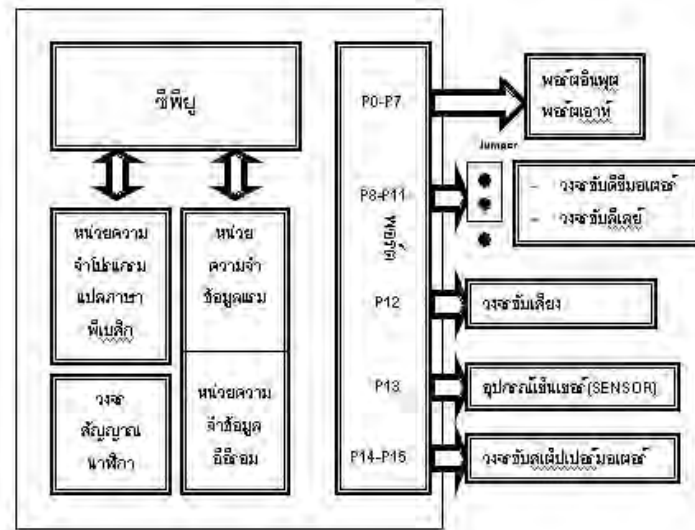 ซีพียู
หน่วยความ
จำโปรแกรม
แปลภาษา
พีเบสิก
หน่วย
ความจำ
ข้อมูลแรม
วงจร
สัญญาณ
นาฬิกา
หน่วยความ
จำข้อมูล
อีอีรอม
พอร์ต
P0-P7
พอร์ตอินพุต
พอร์ตเอาท์
Jumper
P8-P11
- วงจรขับดีซีมอเตอร์
- วงจรขับรีเลย์
P12
วงจรขับเสียง
P13
อุปกรณ์เซ็นเซอร์(SENSOR)
P14-P15
วงจรขับสเต็ปเปอร์มอเตอร์